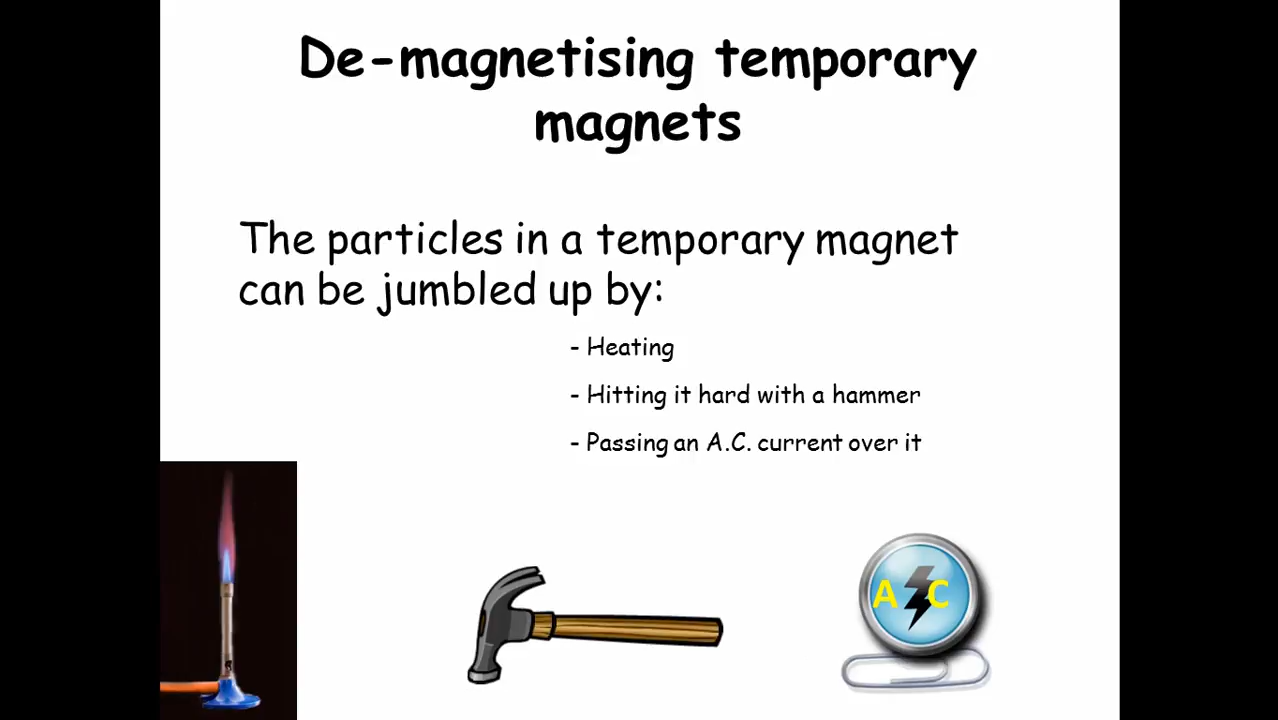 De-magnetising temporary
magnets
The particles in a temporary magnet
can be jumbled up by:
- Heating
- Hitting it hard with a hammer
- Passing an A.C. current over it
A C